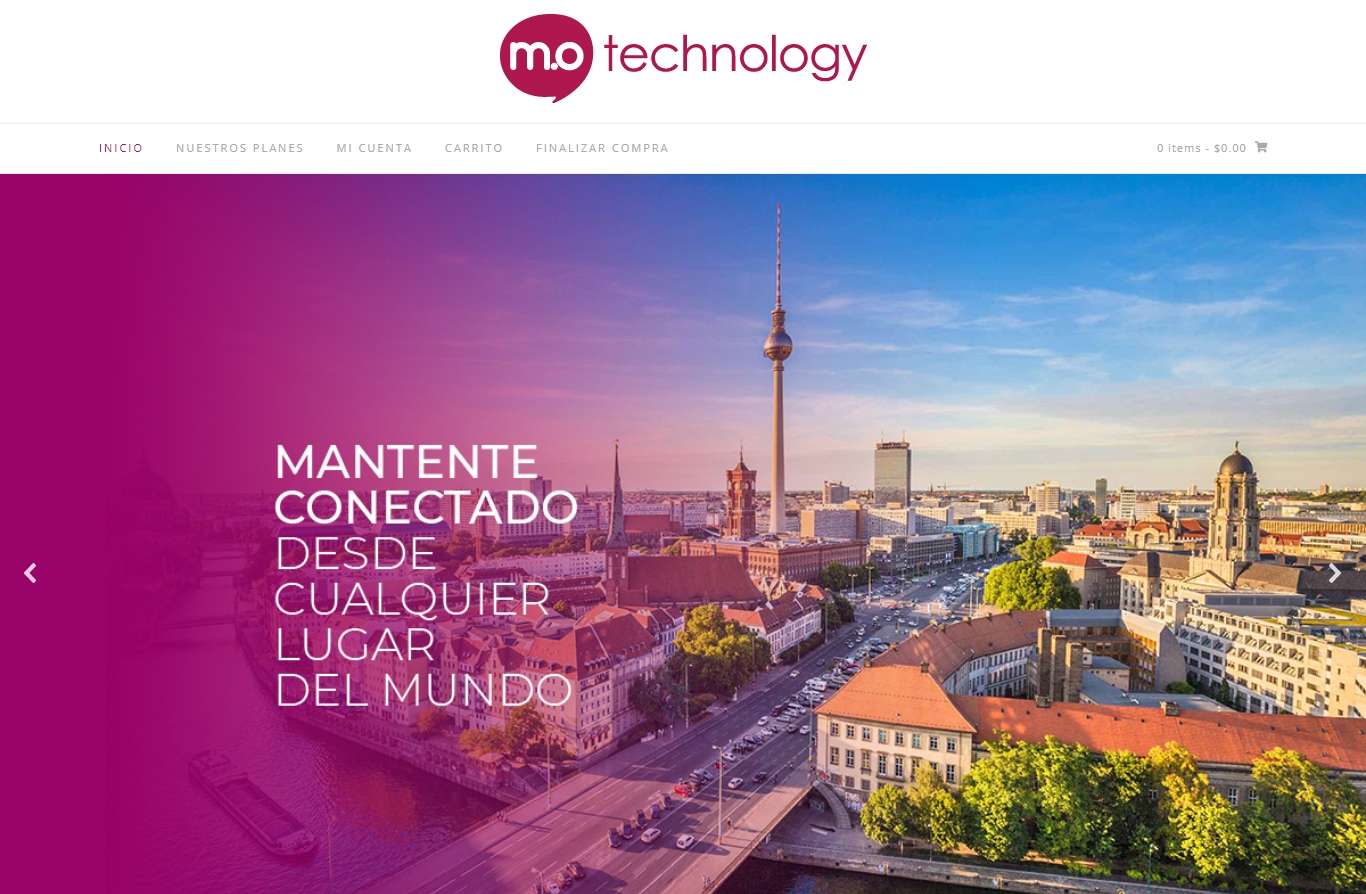 m.o technology
INICIO NUESTROS PLANES MI CUENTA CARRITO FINALIZAR COMPRA 0 items - $0.00
MANTENTE
CONECTADO
DESDE
CUALQUIER
LUGAR
DEL MUNDO